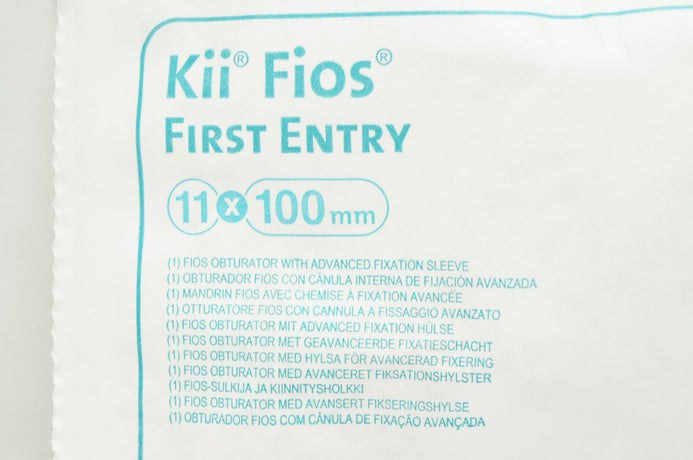 Kii® Fios®
FIRST ENTRY
11 x 100 mm
(1) FIOS OBTURATOR WITH ADVANCED FIXATION SLEEVE
(1) OBTURADOR FIOS CON CÁNULA INTERNA DE FIJACIÓN AVANZADA
(1) MANDRIN FIOS AVEC CHEMISE À FIXATION AVANCÉE
(1) OTTURATORE FIOS CON CANNULA A FISSAGGIO AVANZATO
(1) FIOS OBTURATOR MIT ADVANCED FIXATION HÜLSE
(1) FIOS OBTURATOR MET GEAVANCEERDE FIXATIESCHACHT
(1) FIOS OBTURATOR MED HYLSA FÖR AVANCERAD FIXERING
(1) FIOS OBTURATOR MED AVANCERET FIKSATIONSHYLSTER
(1) FIOS-SULKIJA JA KIINNITYSHOLKKI
(1) FIOS OBTURATOR MED AVANSERT FIKSERINGSHYLSE
(1) OBTURADOR FIOS COM CÂNULA DE FIXAÇÃO AVANÇADA